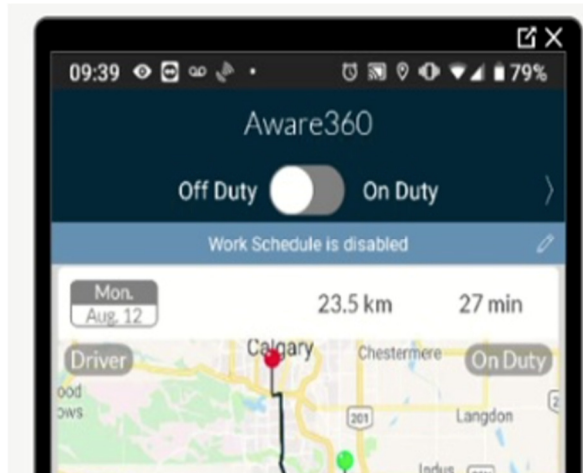 09:39
79%
Aware360
Off Duty
On Duty
Work Schedule is disabled
Mon.
Aug. 12
23.5 km
27 min
Driver
Calgary
Chestermere
On Duty
201
Langdon
Indus